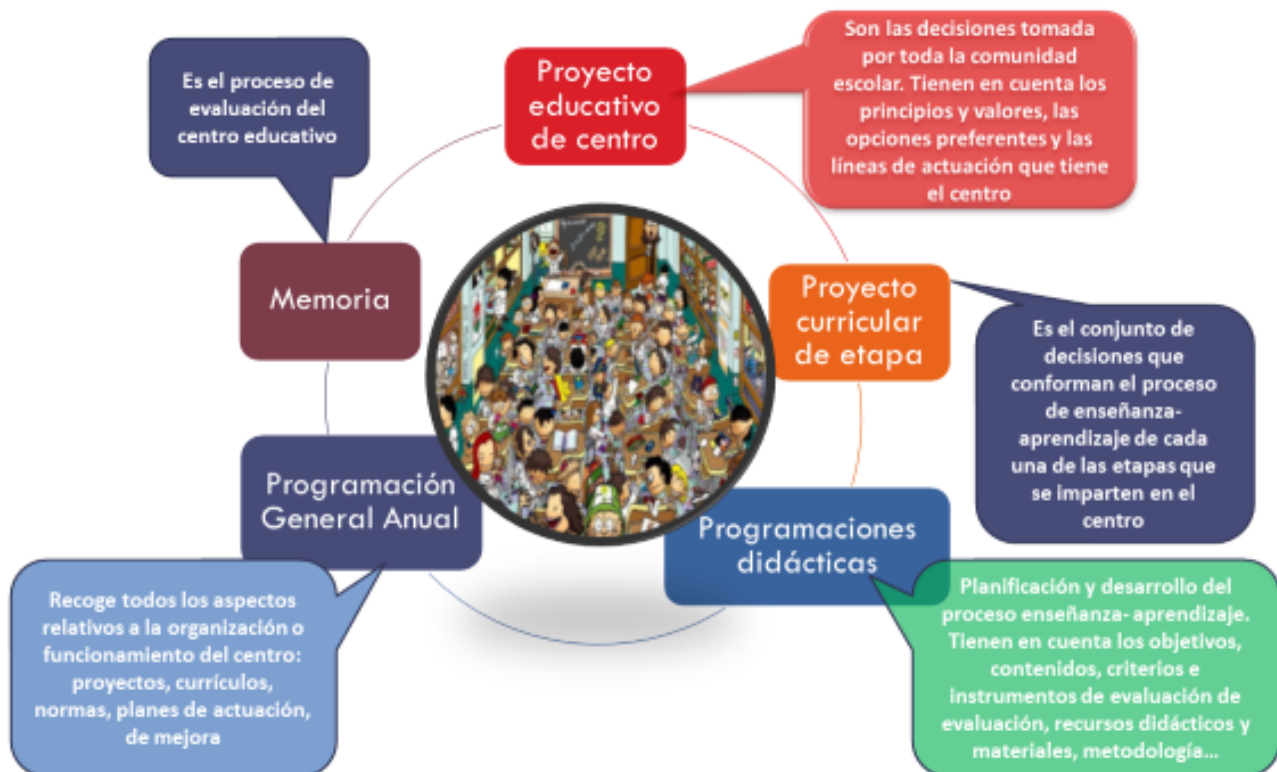 Proyecto
educativo
de centro
Son las decisiones tomada
por toda la comunidad
escolar. Tienen en cuenta los
principios y valores, las
opciones preferentes y las
líneas de actuación que tiene
el centro
Proyecto
curricular
de etapa
Es el conjunto de
decisiones que
conforman el proceso
de enseñanza-
aprendizaje de cada
una de las etapas que
se imparten en el
centro
Programaciones
didácticas
Planificación y desarrollo del
proceso enseñanza- aprendizaje.
Tienen en cuenta los objetivos,
contenidos, criterios e
instrumentos de evaluación de
evaluación, recursos didácticos y
materiales, metodología...
Programación
General Anual
Recoge todos los aspectos
relativos a la organización o
funcionamiento del centro:
proyectos, currículos,
normas, planes de actuación,
de mejora
Memoria
Es el proceso de
evaluación del
centro educativo